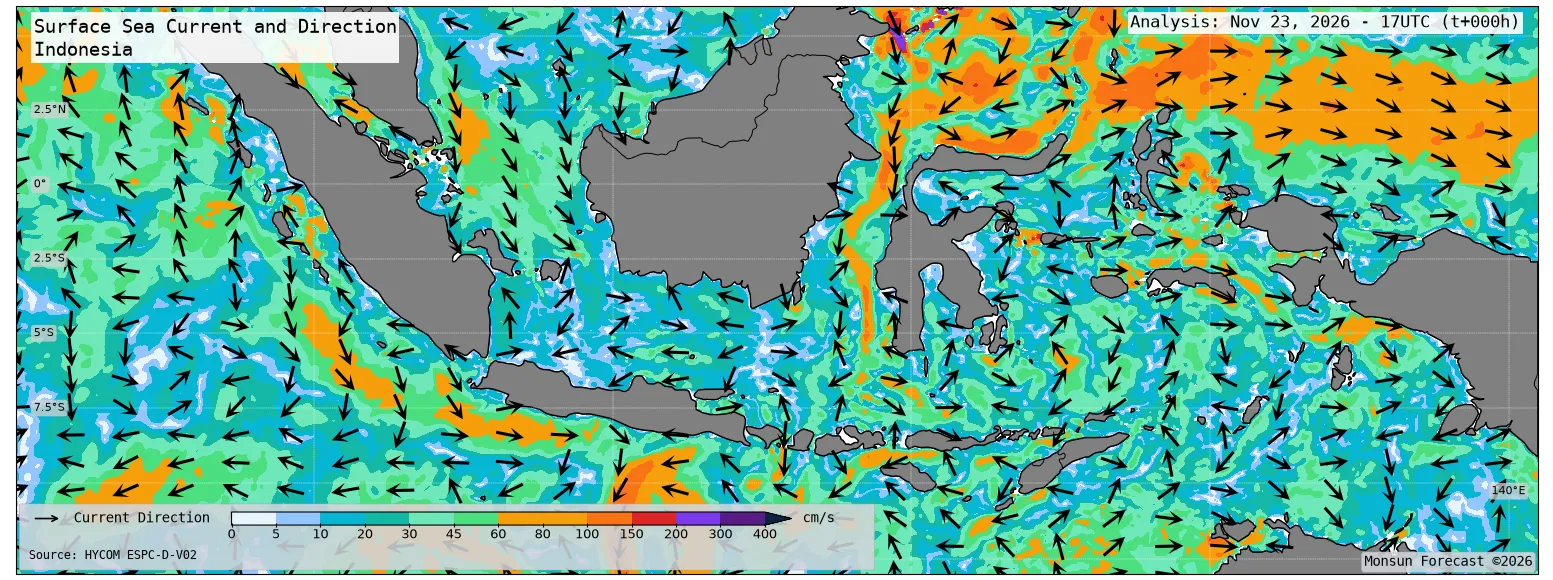 Surface Sea Current and Direction
Indonesia
Analysis: Nov 23, 2026 - 17UTC (t+000h)
2.5°N
0°
2.5°S
5°S
7.5°S
140°E
Current Direction
0 5 10 20 30 45 60 80 100 150 200 300 400 cm/s
Source: HYCOM ESPC-D-V02
Monsun Forecast ©2026